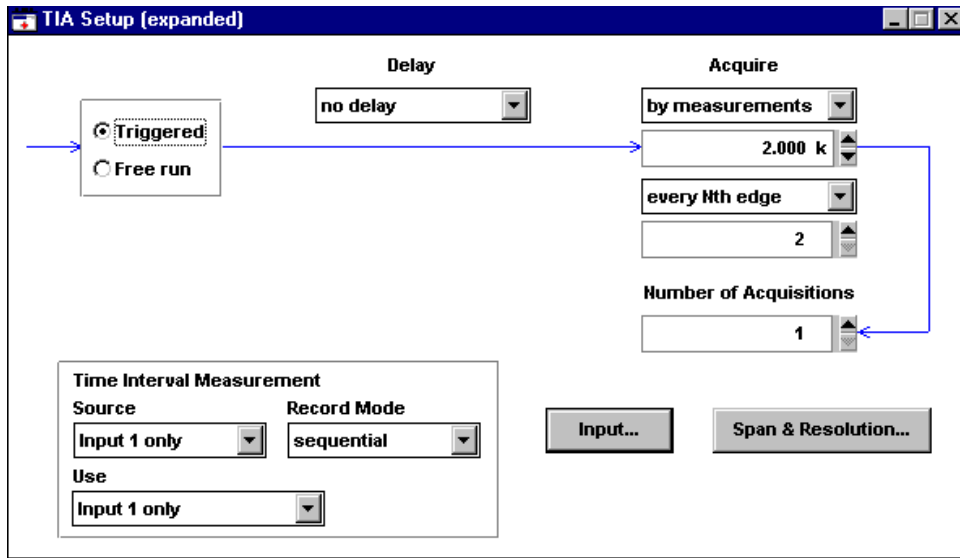 TIA Setup (expanded)
Delay
Acquire
no delay
by measurements
Triggered
Free run
2.000 k
every Nth edge
2
Number of Acquisitions
1
Time Interval Measurement
Source
Record Mode
Input 1 only
sequential
Use
Input 1 only
Input...
Span & Resolution...